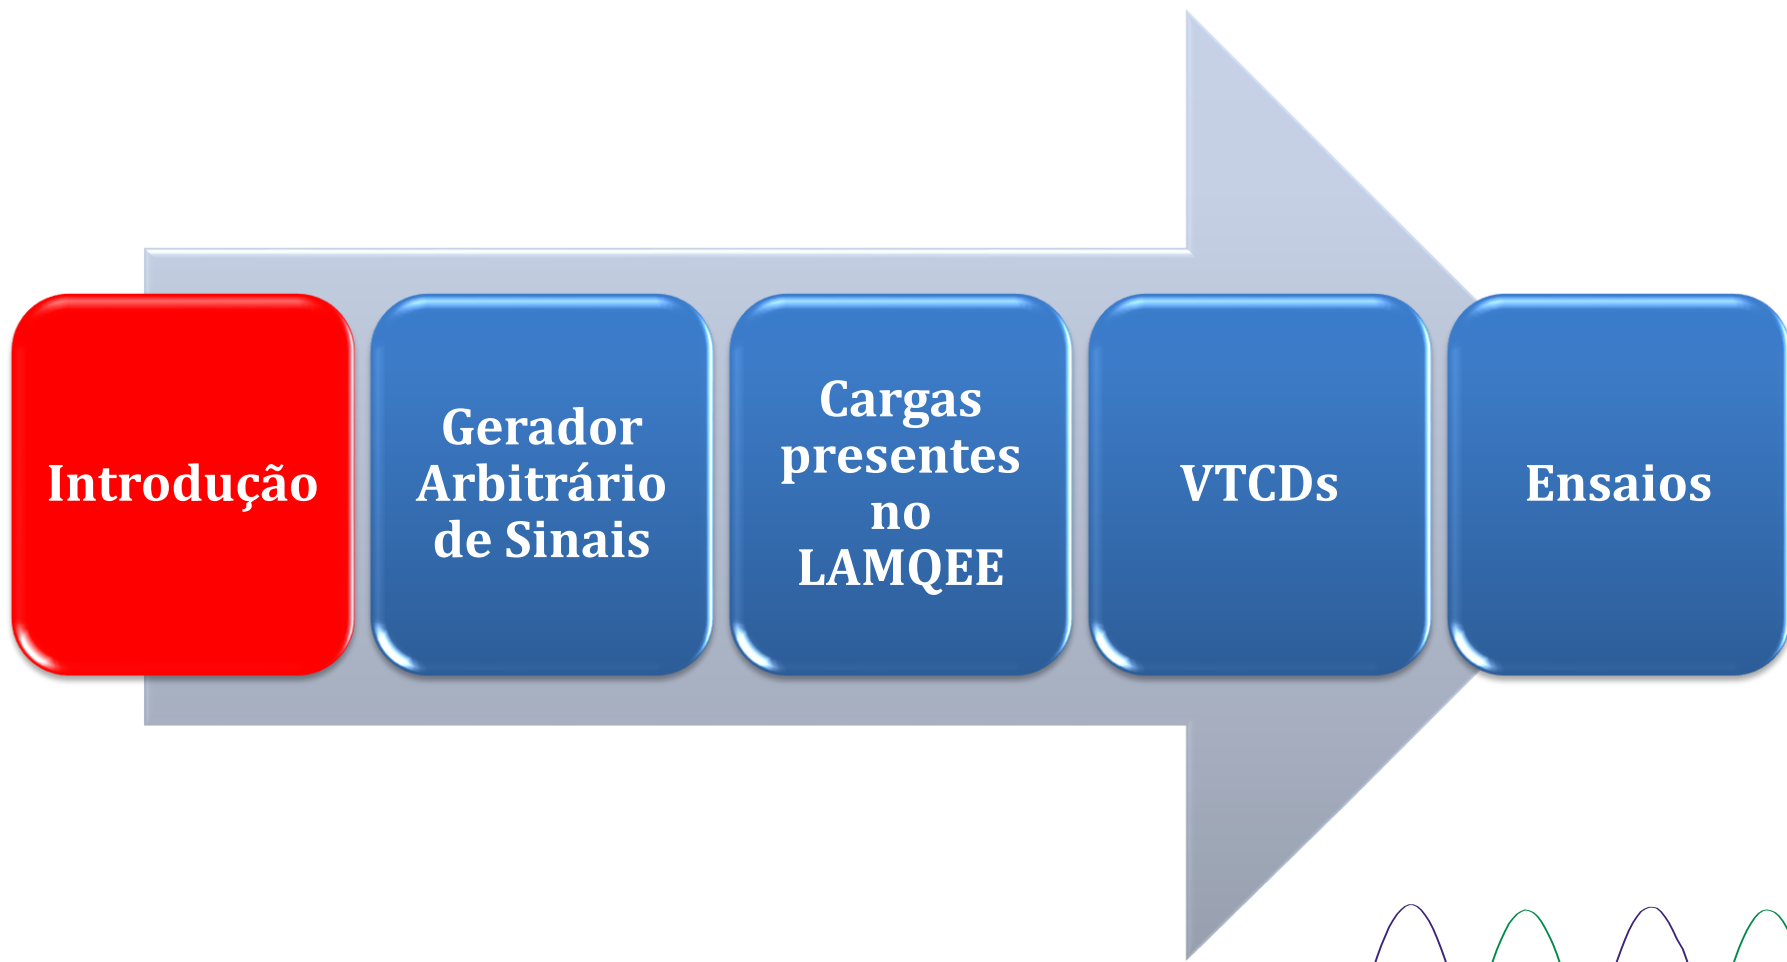 Introdução
Gerador
Arbitrário
de Sinais
Cargas
presentes
no
LAMQEE
VTCDs
Ensaios